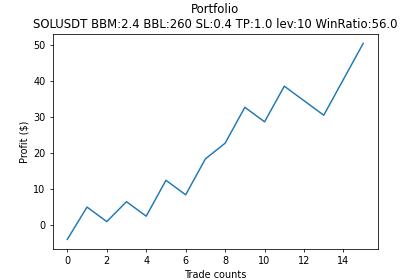 Portfolio
SOLUSDT BBM:2.4 BBL:260 SL:0.4 TP:1.0 lev:10 WinRatio:56.0
50
40
30
20
10
0
Profit ($)
0 2 4 6 8 10 12 14
Trade counts